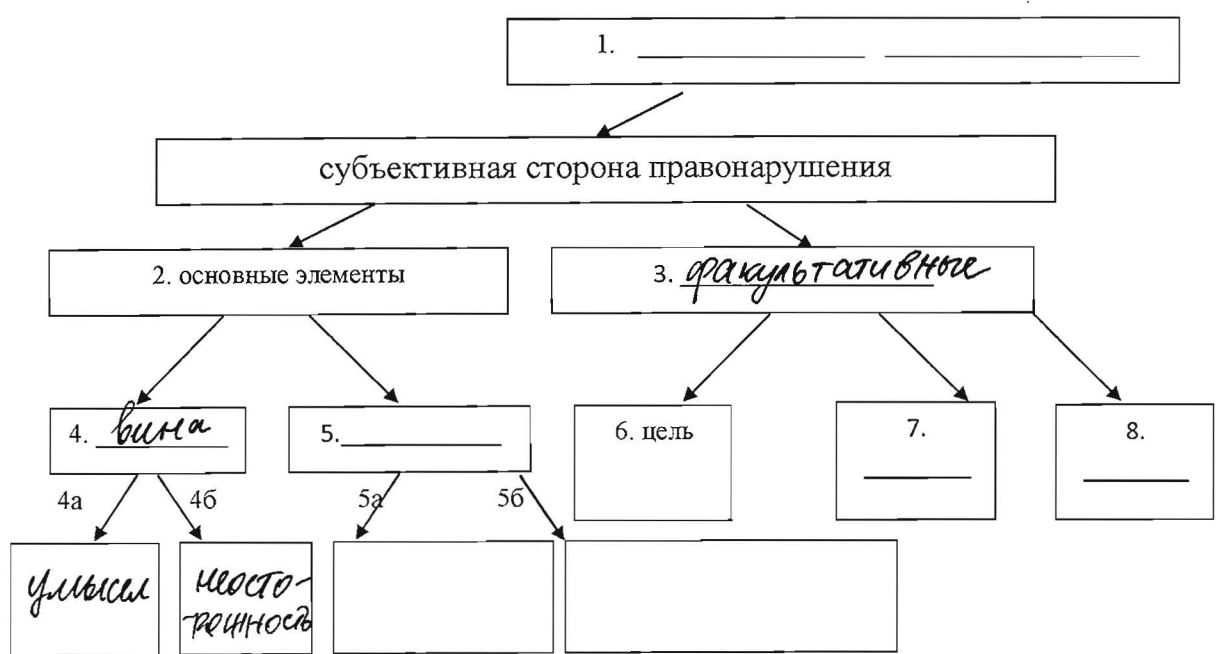 1.
субъективная сторона правонарушения
2. основные элементы
3. факультативные
4. вина
5.
6. цель
7.
8.
4а
4б
5а
5б
умысел
неосто-
рожность